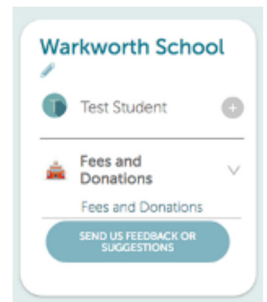 Warkworth School
Test Student
Fees and
Donations
Fees and Donations
SEND US FEEDBACK OR
SUGGESTIONS